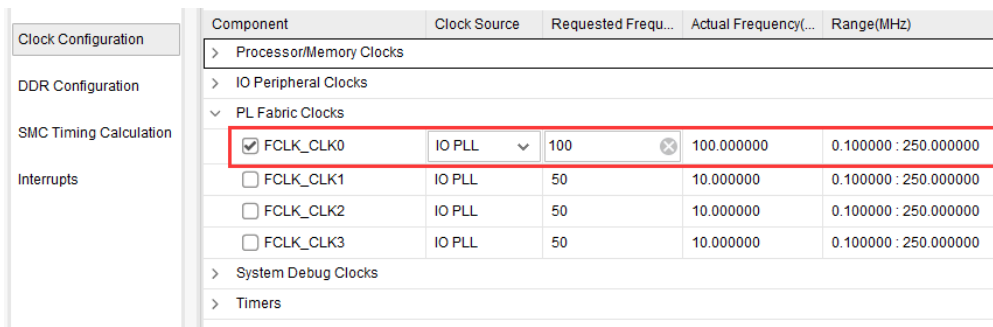 Component Clock Source Requested Frequ... Actual Frequency(... Range(MHz)
Clock Configuration
> Processor/Memory Clocks
DDR Configuration
> IO Peripheral Clocks
PL Fabric Clocks
SMC Timing Calculation
FCLK_CLK0 IO PLL 100 100.000000 0.100000 : 250.000000
Interrupts
FCLK_CLK1 IO PLL 50 10.000000 0.100000 : 250.000000
FCLK_CLK2 IO PLL 50 10.000000 0.100000 : 250.000000
FCLK_CLK3 IO PLL 50 10.000000 0.100000 : 250.000000
> System Debug Clocks
> Timers